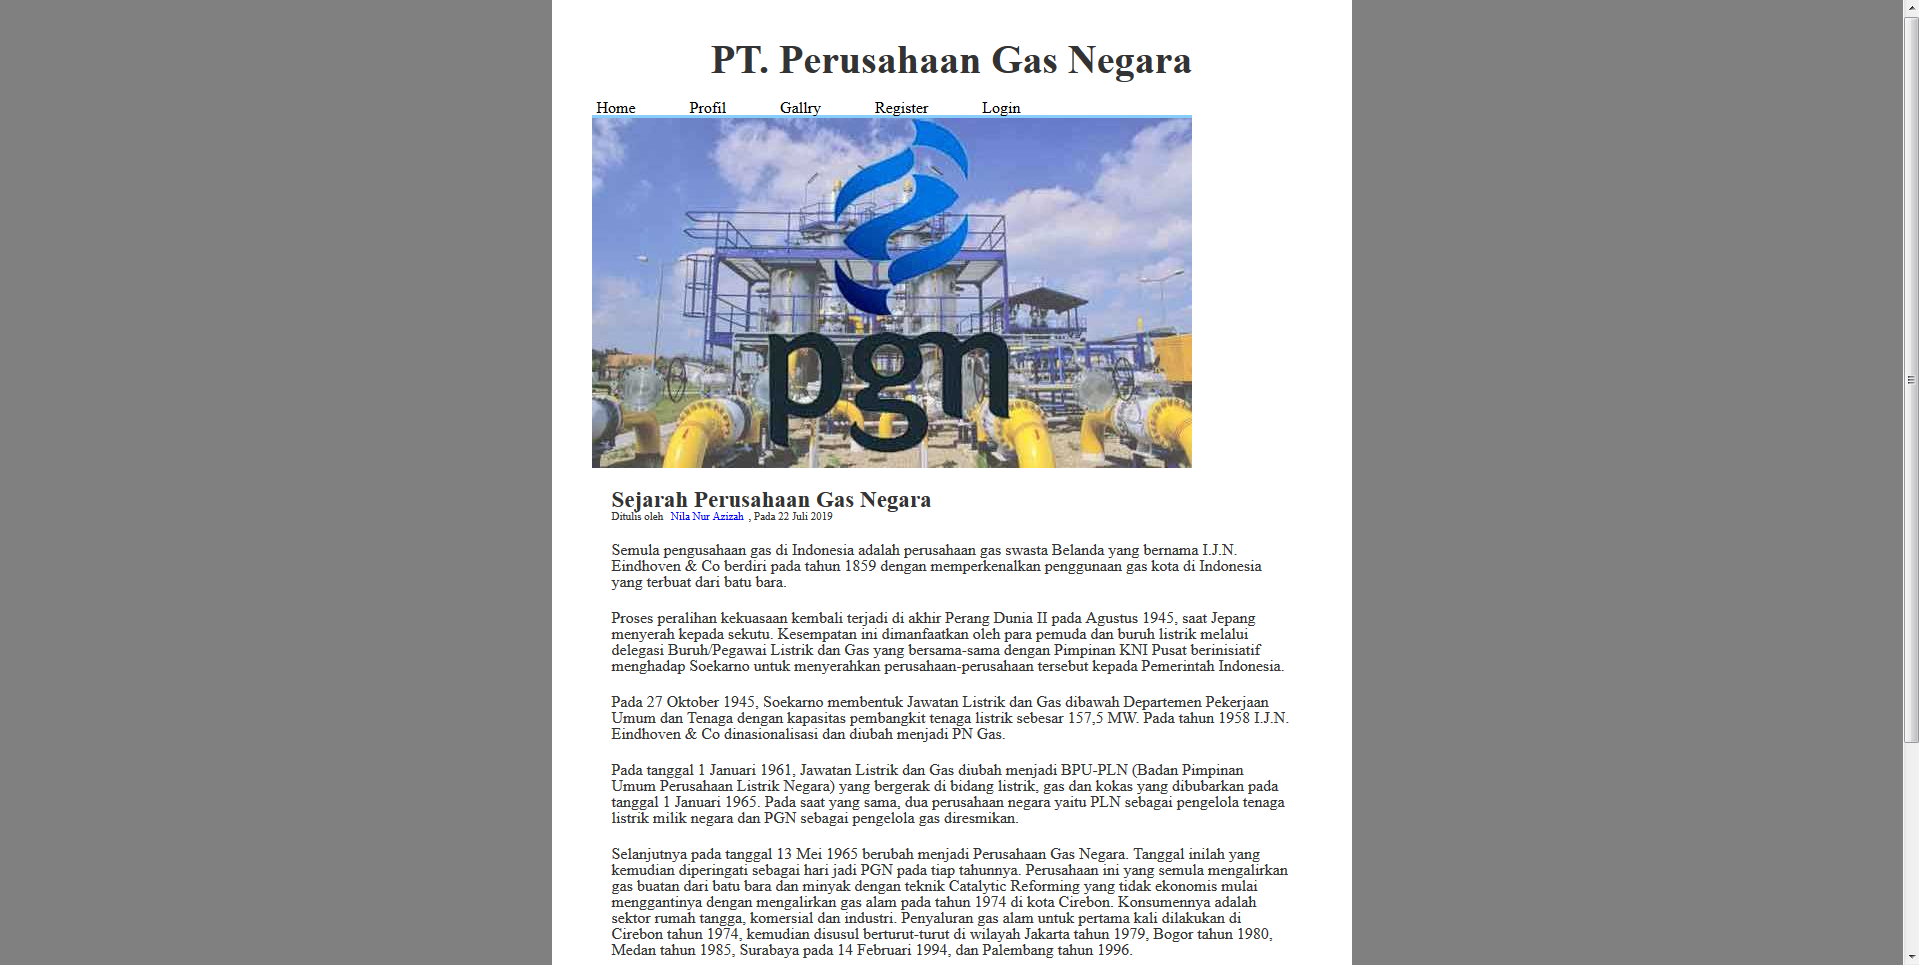 PT. Perusahaan Gas Negara
Home Profil Gallry Register Login
pgn
Sejarah Perusahaan Gas Negara
Ditulis oleh Nila Nur Azizah , Pada 22 Juli 2019
Semula pengusahaan gas di Indonesia adalah perusahaan gas swasta Belanda yang bernama I.J.N.
Eindhoven & Co berdiri pada tahun 1859 dengan memperkenalkan penggunaan gas kota di Indonesia
yang terbuat dari batu bara.
Proses peralihan kekuasaan kembali terjadi di akhir Perang Dunia II pada Agustus 1945, saat Jepang
menyerah kepada sekutu. Kesempatan ini dimanfaatkan oleh para pemuda dan buruh listrik melalui
delegasi Buruh/Pegawai Listrik dan Gas yang bersama-sama dengan Pimpinan KNI Pusat berinisiatif
menghadap Soekarno untuk menyerahkan perusahaan-perusahaan tersebut kepada Pemerintah Indonesia.
Pada 27 Oktober 1945, Soekarno membentuk Jawatan Listrik dan Gas dibawah Departemen Pekerjaan
Umum dan Tenaga dengan kapasitas pembangkit tenaga listrik sebesar 157,5 MW. Pada tahun 1958 I.J.N.
Eindhoven & Co dinasionalisasi dan diubah menjadi PN Gas.
Pada tanggal 1 Januari 1961, Jawatan Listrik dan Gas diubah menjadi BPU-PLN (Badan Pimpinan
Umum Perusahaan Listrik Negara) yang bergerak di bidang listrik, gas dan kokas yang dibubarkan pada
tanggal 1 Januari 1965. Pada saat yang sama, dua perusahaan negara yaitu PLN sebagai pengelola tenaga
listrik milik negara dan PGN sebagai pengelola gas diresmikan.
Selanjutnya pada tanggal 13 Mei 1965 berubah menjadi Perusahaan Gas Negara. Tanggal inilah yang
kemudian diperingati sebagai hari jadi PGN pada tiap tahunnya. Perusahaan ini yang semula mengalirkan
gas buatan dari batu bara dan minyak dengan teknik Catalytic Reforming yang tidak ekonomis mulai
menggantinya dengan mengalirkan gas alam pada tahun 1974 di kota Cirebon. Konsumennya adalah
sektor rumah tangga, komersial dan industri. Penyaluran gas alam untuk pertama kali dilakukan di
Cirebon tahun 1974, kemudian disusul berturut-turut di wilayah Jakarta tahun 1979, Bogor tahun 1980,
Medan tahun 1985, Surabaya pada 14 Februari 1994, dan Palembang tahun 1996.